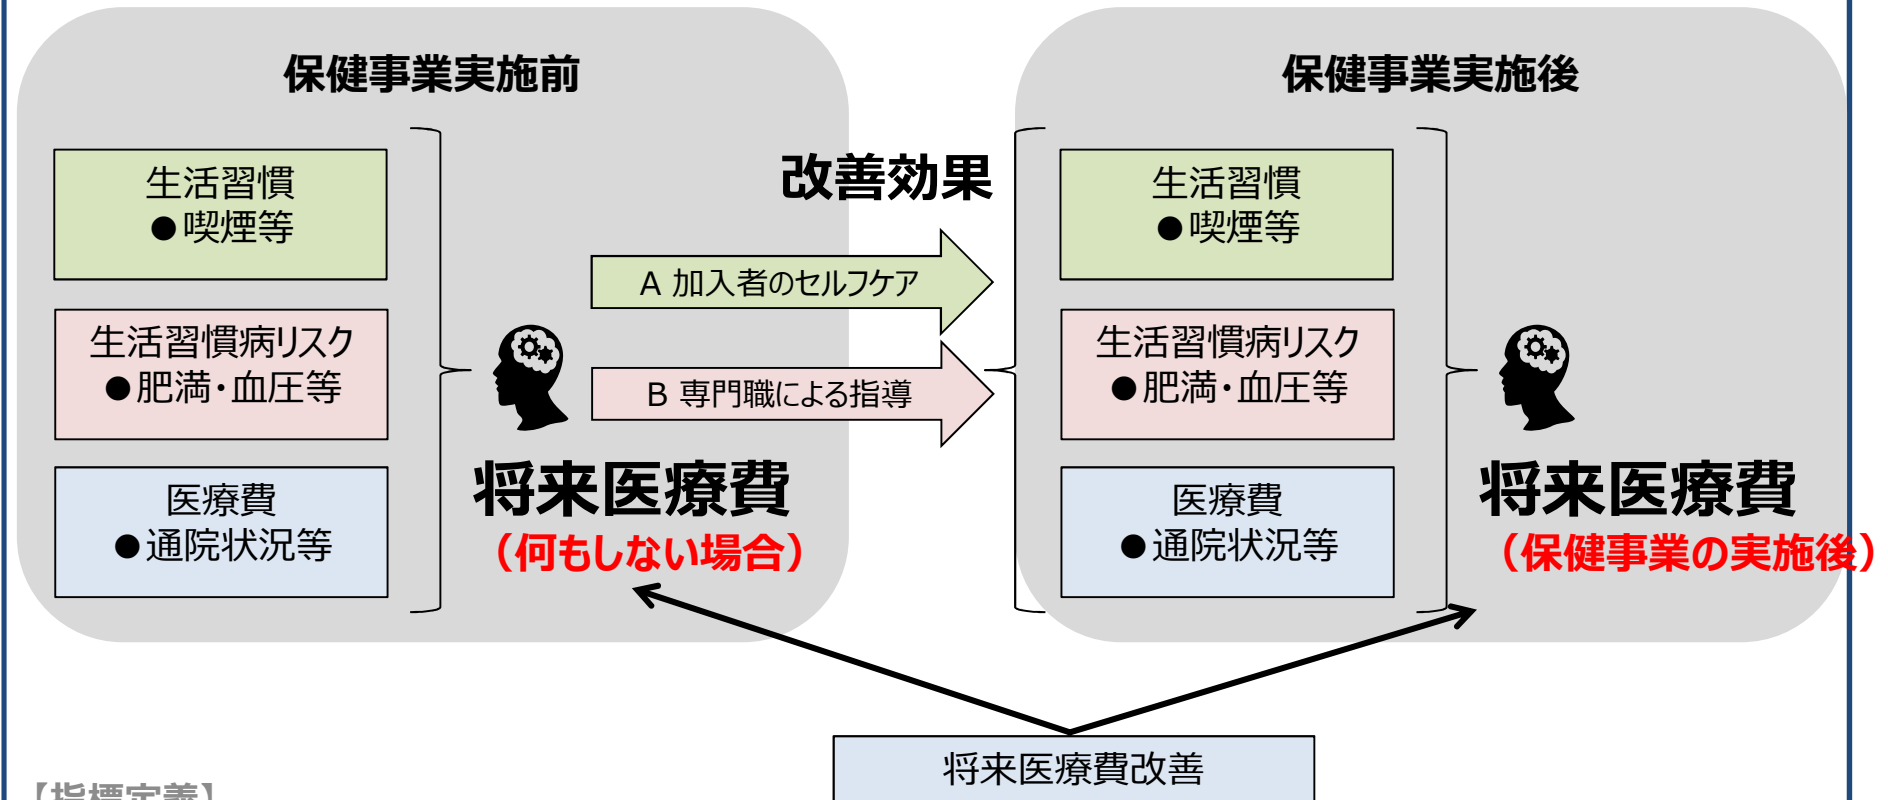 保健事業実施前
生活習慣
●喫煙等
生活習慣病リスク
●肥満・血圧等
医療費
●通院状況等
将来医療費
（何もしない場合）
改善効果
A 加入者のセルフケア
B 専門職による指導
保健事業実施後
生活習慣
●喫煙等
生活習慣病リスク
●肥満・血圧等
医療費
●通院状況等
将来医療費
（保健事業の実施後）
将来医療費改善
【指標定義】